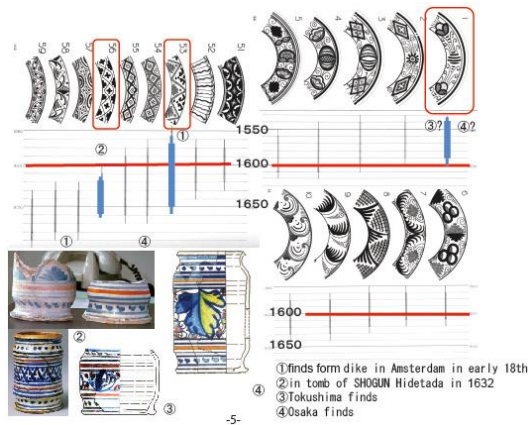 5 4 3 2 1
59 58 57 56 55 54 53 52 51
①
③? ④?
1550
②
1600
1650
① ④
10 9 8 7 6
②
1600
1650
③
①finds form dike in Amsterdam in early 18th
②in tomb of SHOGUN Hidetada in 1632
③Tokushima finds
④
④Osaka finds
-5-